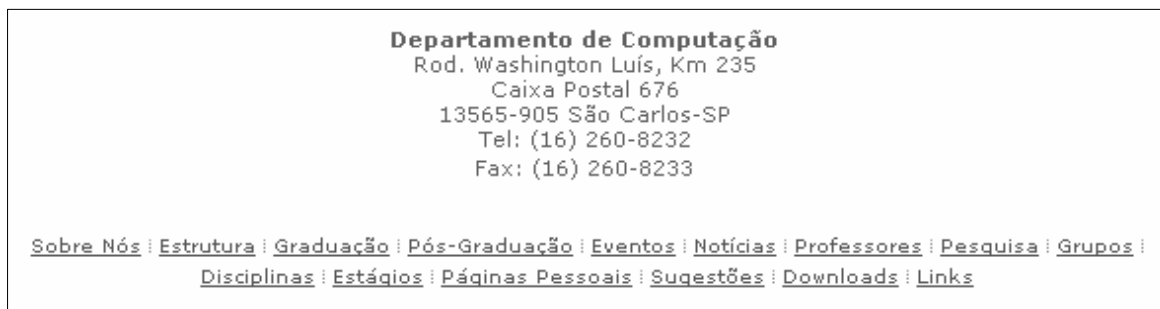 Departamento de Computação
Rod. Washington Luís, Km 235
Caixa Postal 676
13565-905 São Carlos-SP
Tel: (16) 260-8232
Fax: (16) 260-8233
Sobre Nós | Estrutura | Graduação | Pós-Graduação | Eventos | Notícias | Professores | Pesquisa | Grupos |
Disciplinas | Estágios | Páginas Pessoais | Sugestões | Downloads | Links